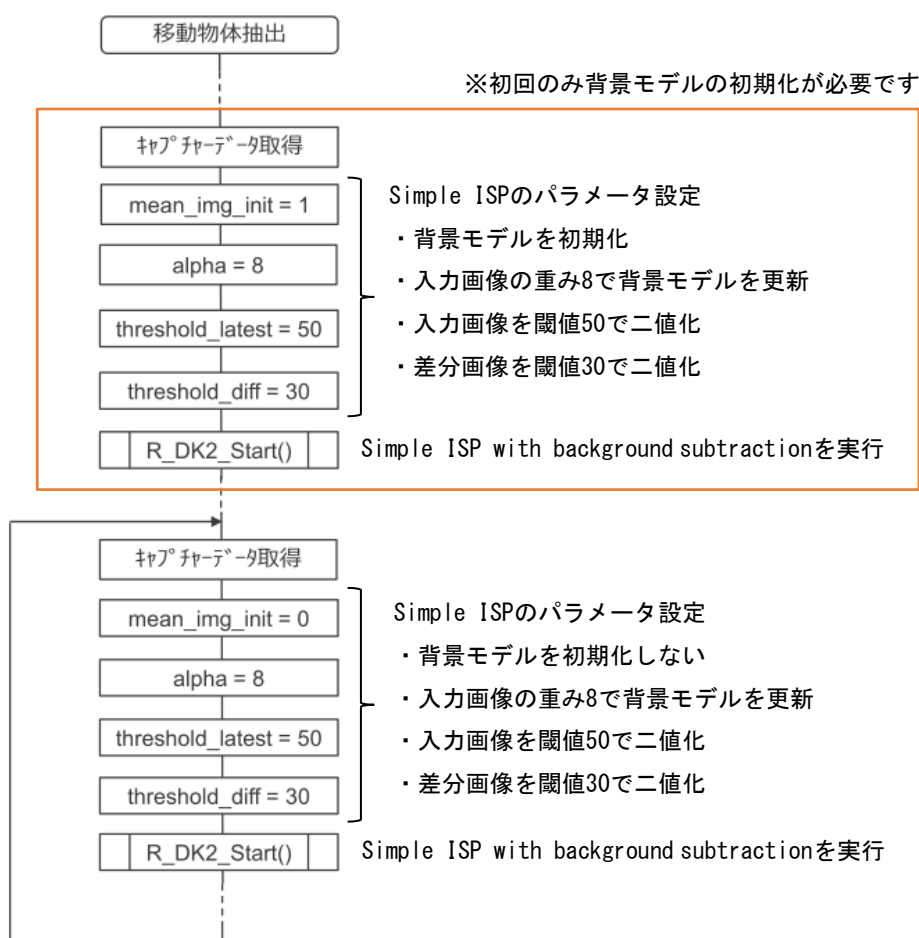 移動物体抽出
※初回のみ背景モデルの初期化が必要です
ｷｬﾌﾟﾁｬｰﾃﾞｰﾀ取得
mean_img_init = 1
alpha = 8
threshold_latest = 50
threshold_diff = 30
Simple ISPのパラメータ設定
・背景モデルを初期化
・入力画像の重み8で背景モデルを更新
・入力画像を閾値50で二値化
・差分画像を閾値30で二値化
R_DK2_Start()
Simple ISP with background subtractionを実行
ｷｬﾌﾟﾁｬｰﾃﾞｰﾀ取得
mean_img_init = 0
alpha = 8
threshold_latest = 50
threshold_diff = 30
Simple ISPのパラメータ設定
・背景モデルを初期化しない
・入力画像の重み8で背景モデルを更新
・入力画像を閾値50で二値化
・差分画像を閾値30で二値化
R_DK2_Start()
Simple ISP with background subtractionを実行